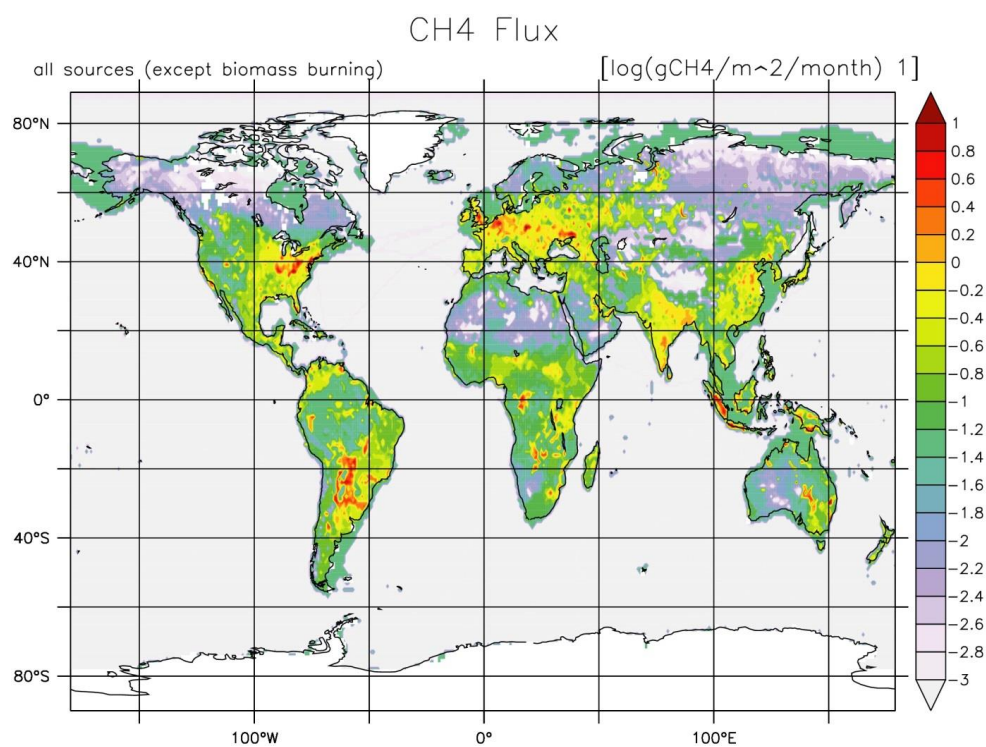 CH4 Flux
all sources (except biomass burning)
[log(gCH4/m^2/month) 1]
80°N
40°N
0°
40°S
80°S
100°W
0°
100°E
1
0.8
0.6
0.4
0.2
0
−0.2
−0.4
−0.6
−0.8
−1
−1.2
−1.4
−1.6
−1.8
−2
−2.2
−2.4
−2.6
−2.8
−3